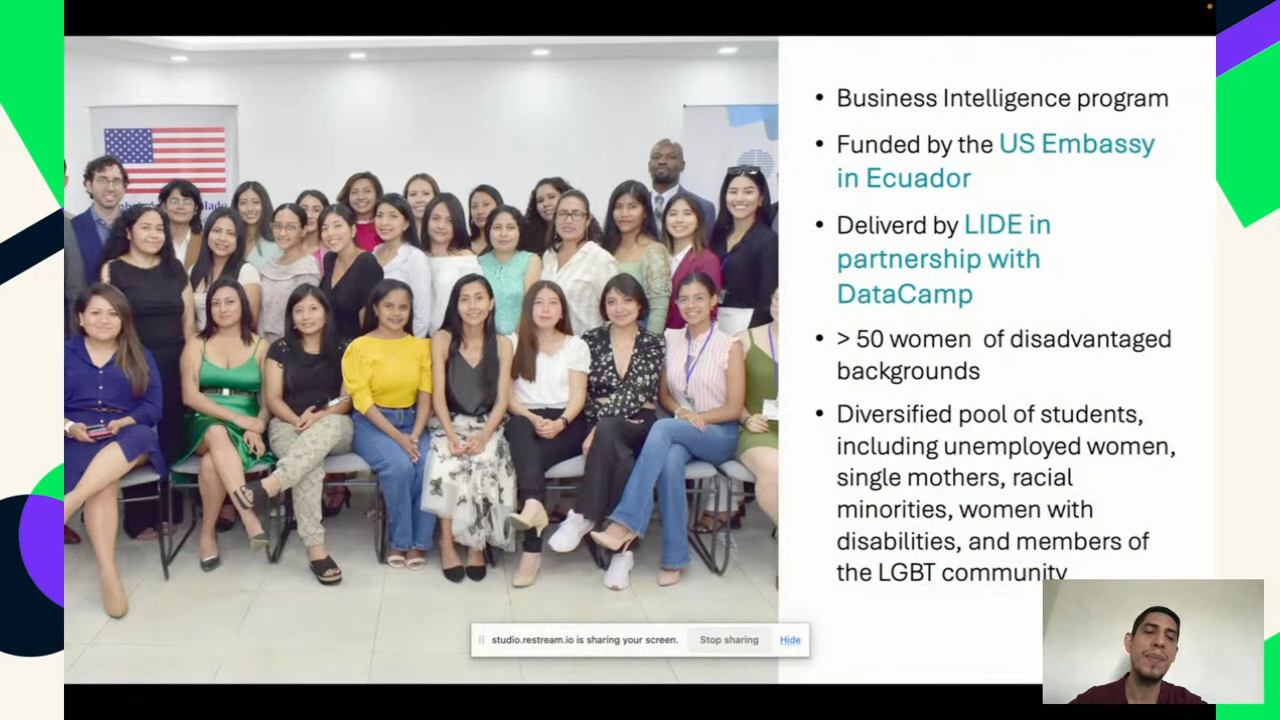 • Business Intelligence program
• Funded by the US Embassy
in Ecuador
• Deliverd by LIDE in
partnership with
DataCamp
• > 50 women of disadvantaged
backgrounds
• Diversified pool of students,
including unemployed women,
single mothers, racial
minorities, women with
disabilities, and members of
the LGBT community
studio.restream.io is sharing your screen. Stop sharing Hide